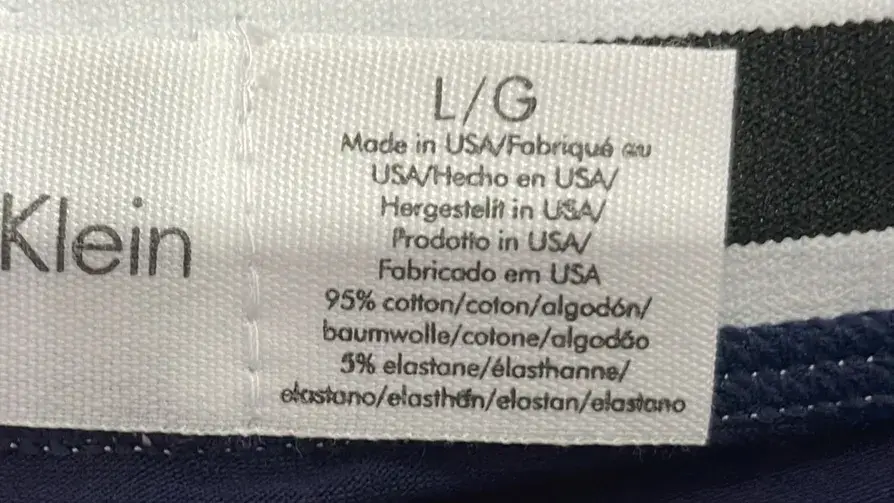 Klein
L/G
Made in USA/Fabriqué au
USA/Hecho en USA/
Hergestellt in USA/
Prodotto in USA/
Fabricado em USA
95% cotton/coton/algodón/
baumwolle/cotone/algodão
5% elastane/élasthanne/
elastano/elasthan/elastan/elastano